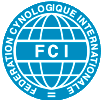 FEDERATION CYNOLOGIQUE INTERNATIONALE
FCI